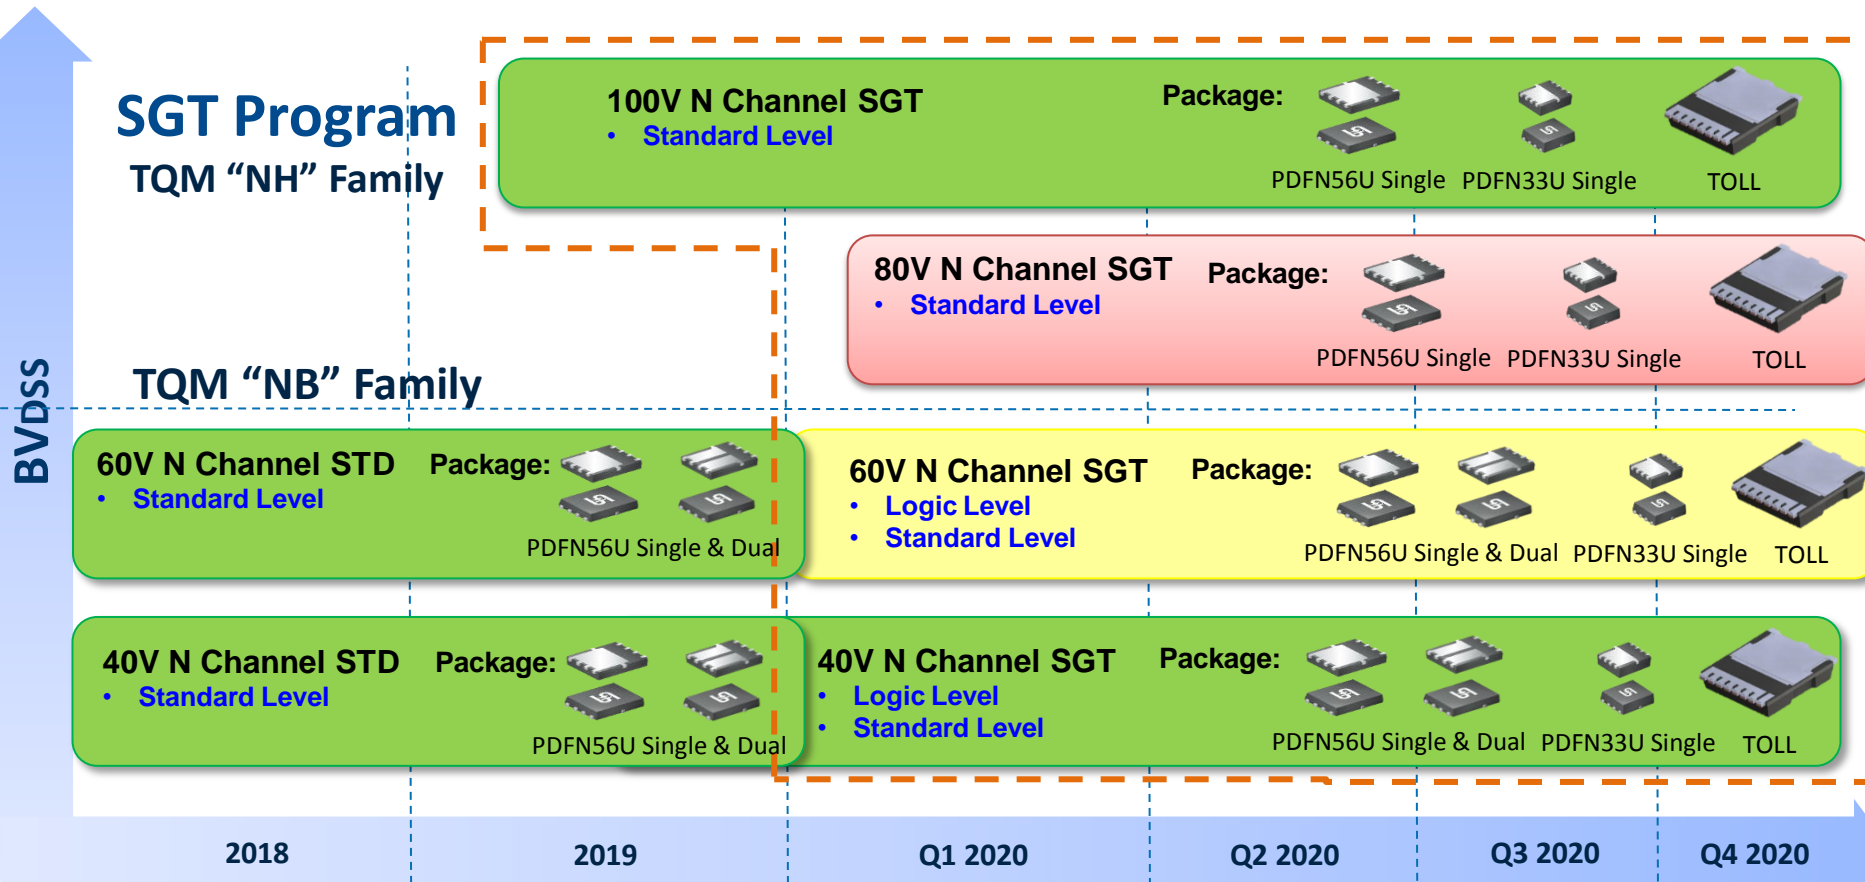 SGT Program
TQM “NH” Family
100V N Channel SGT
• Standard Level
Package:
PDFN56U Single
PDFN33U Single
TOLL
80V N Channel SGT
• Standard Level
Package:
PDFN56U Single
PDFN33U Single
TOLL
TQM “NB” Family
BVDSS
60V N Channel STD
• Standard Level
Package:
PDFN56U Single & Dual
60V N Channel SGT
• Logic Level
• Standard Level
Package:
PDFN56U Single & Dual
PDFN33U Single
TOLL
40V N Channel STD
• Standard Level
Package:
PDFN56U Single & Dual
40V N Channel SGT
• Logic Level
• Standard Level
Package:
PDFN56U Single & Dual
PDFN33U Single
TOLL
2018
2019
Q1 2020
Q2 2020
Q3 2020
Q4 2020